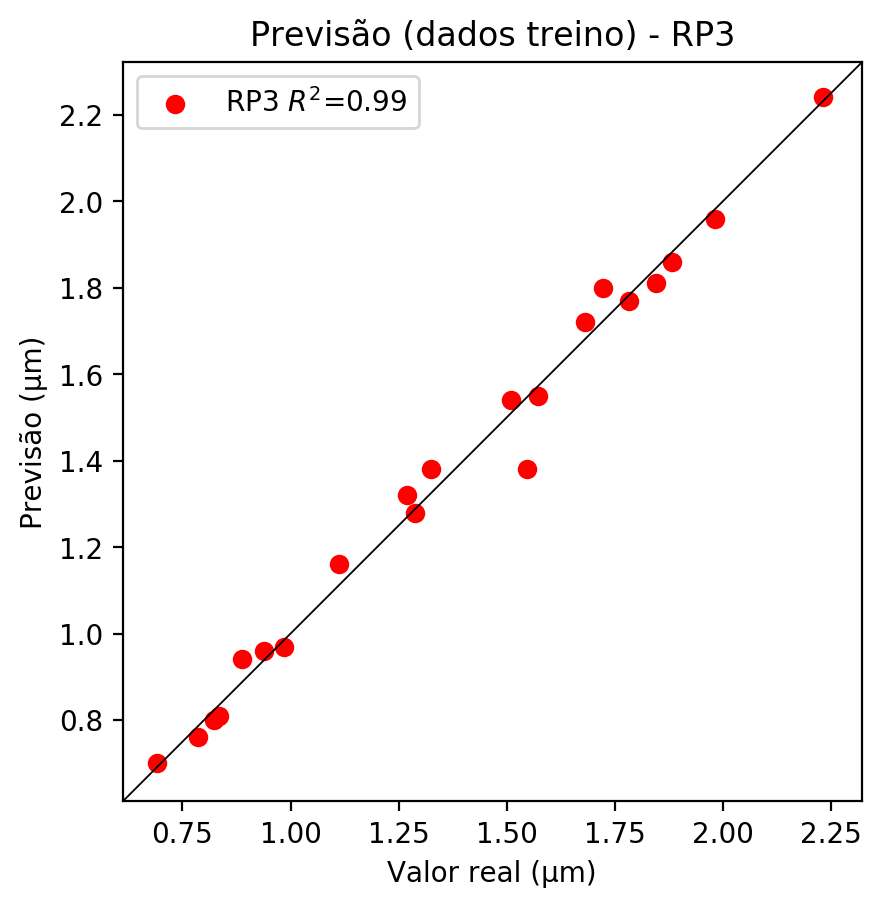 Previsão (dados treino) - RP3
RP3 R²=0.99
2.2
2.0
1.8
1.6
1.4
1.2
1.0
0.8
Previsão (µm)
0.75 1.00 1.25 1.50 1.75 2.00 2.25
Valor real (µm)